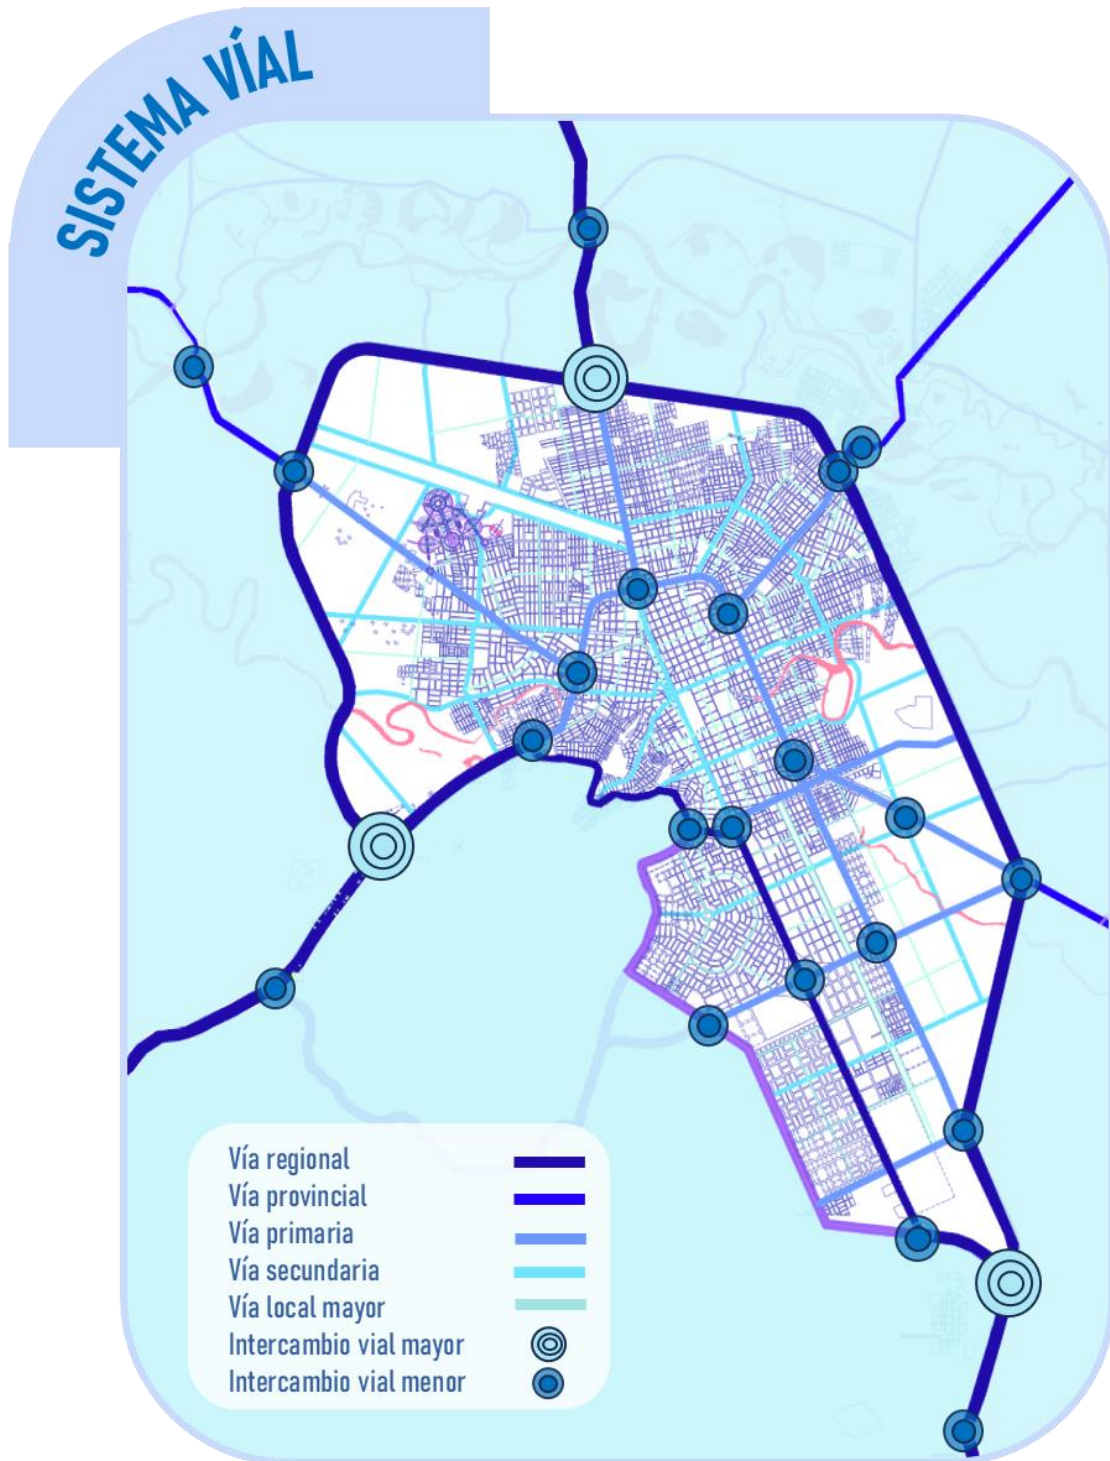 SISTEMA VÍAL
Vía regional
Vía provincial
Vía primaria
Vía secundaria
Vía local mayor
Intercambio vial mayor
Intercambio vial menor